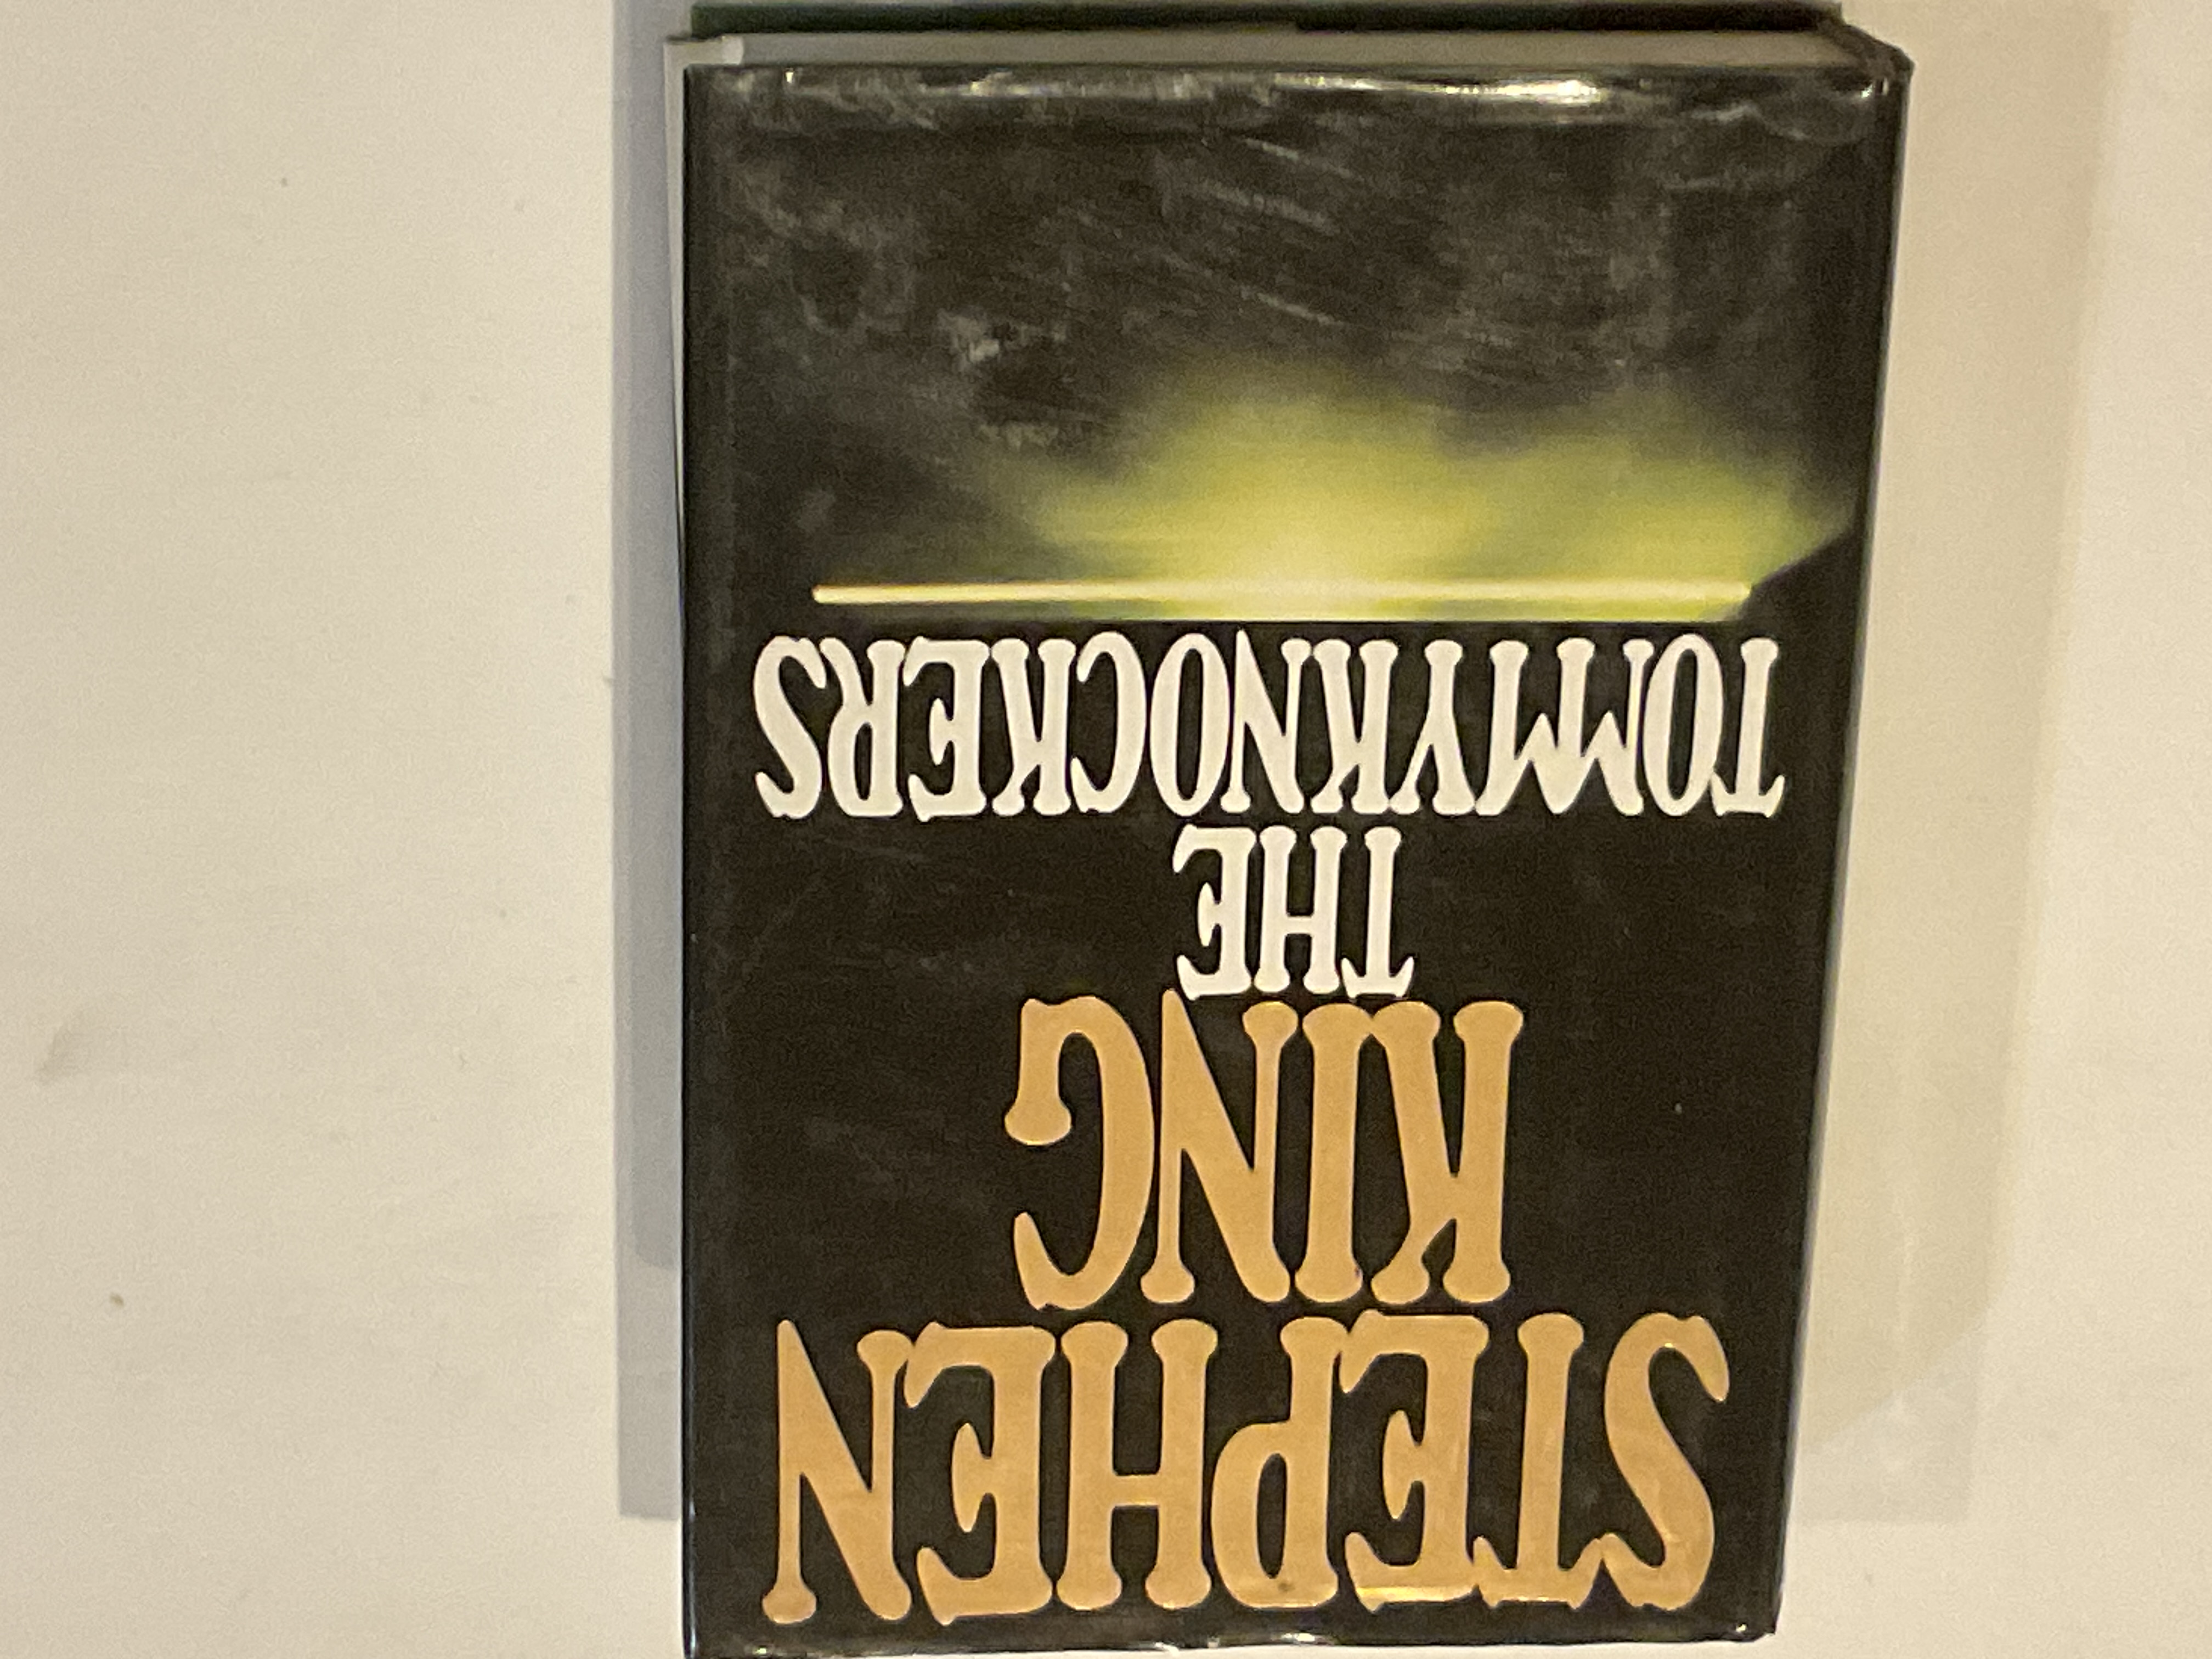 STEPHEN
KING
THE
TOMMYKNOCKERS